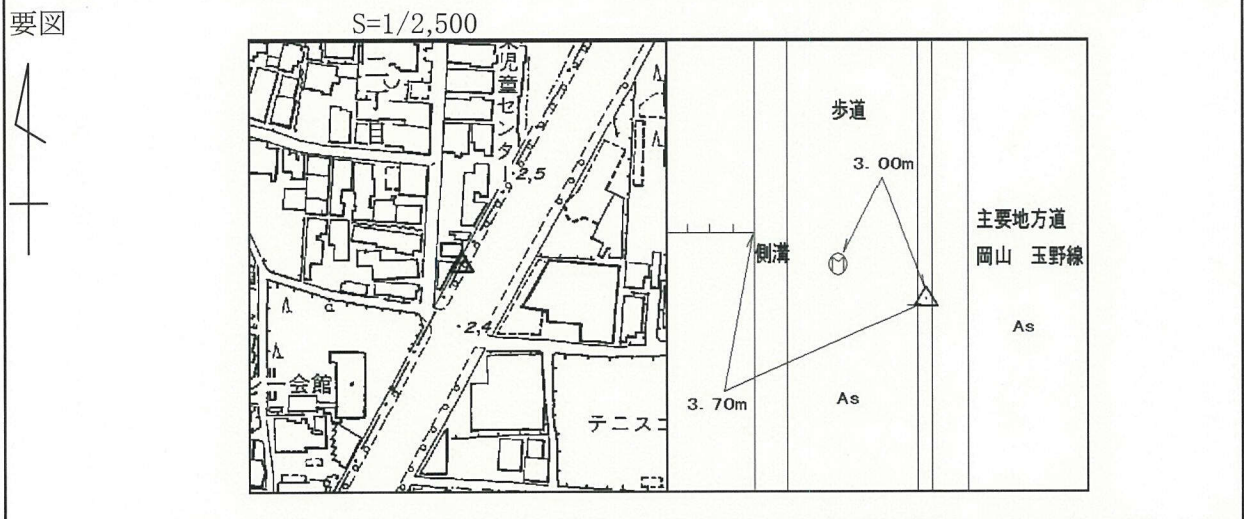 要図
S=1/2,500
児童センター
2,5
2,4
会館
テニスコ
歩道
3. 00m
側溝
主要地方道
岡山 玉野線
As
As
3. 70m